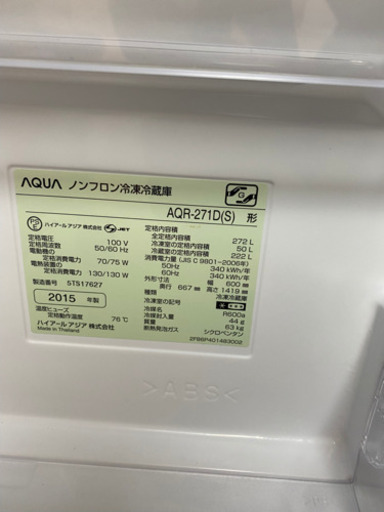 AQUA ノンフロン冷凍冷蔵庫
AQR-271D(S) 形
ハイアール アジア 株式会社 JET
定格電圧 100 V
定格周波数 50/60 Hz
電動機の
定格消費電力 70/75 W
電熱装置の
定格消費電力 130/130 W
製造番号 5TS17627
2015 年製
温度ヒューズ
定格動作温度 76℃
ハイアール アジア 株式会社
Made in Thailand
定格内容積
全定格内容積 272 L
冷凍室の定格内容積 50 L
冷蔵室の定格内容積 222 L
消費電力量 (JIS C 9801-2006年)
50Hz 340 kWh/年
60Hz 340 kWh/年
外形寸法 幅 600 mm
奥行 667 mm 高さ 1419 mm
種類 冷凍冷蔵庫
冷凍室の記号
冷媒 R600a
冷媒封入量 44 g
質量 63 kg
断熱発泡ガス シクロペンタン
>ABS<